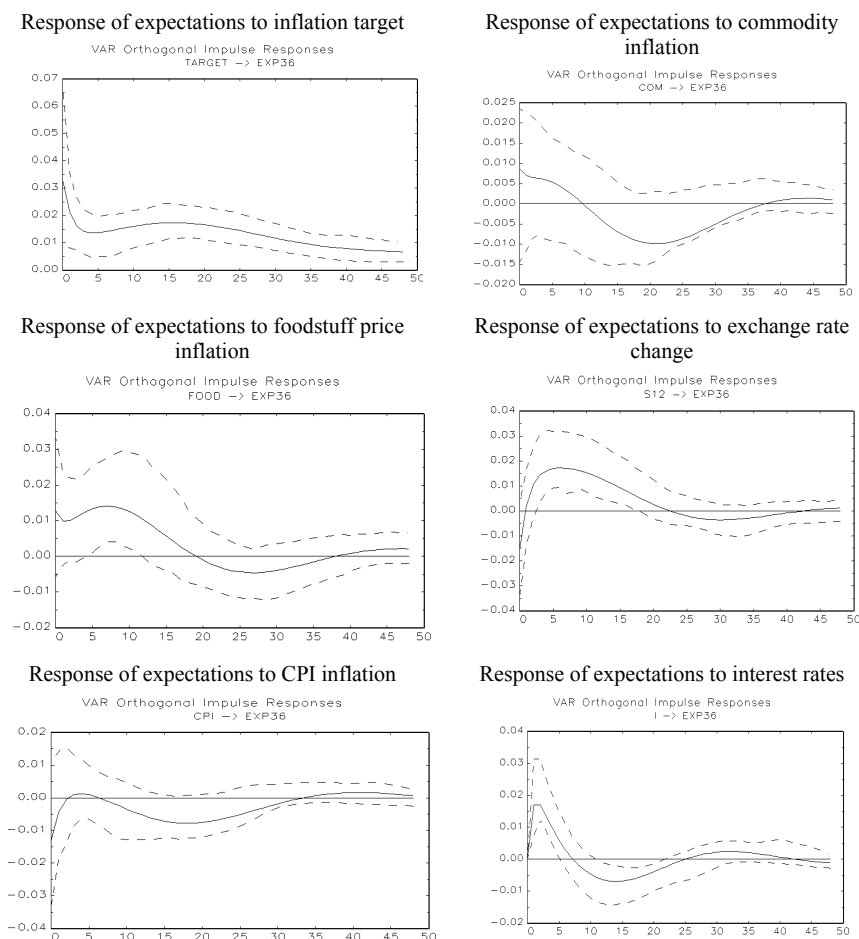 Response of expectations to inflation target
VAR Orthogonal Impulse Responses
TARGET -> EXP36
0.07
0.06
0.05
0.04
0.03
0.02
0.01
0.00
0 5 10 15 20 25 30 35 40 45 50
Response of expectations to commodity
inflation
VAR Orthogonal Impulse Responses
COM -> EXP36
0.025
0.020
0.015
0.010
0.005
0.000
-0.005
-0.010
-0.015
-0.020
0 5 10 15 20 25 30 35 40 45 50
Response of expectations to foodstuff price
inflation
VAR Orthogonal Impulse Responses
FOOD -> EXP36
0.04
0.03
0.02
0.01
0.00
-0.01
-0.02
0 5 10 15 20 25 30 35 40 45 50
Response of expectations to exchange rate
change
VAR Orthogonal Impulse Responses
S12 -> EXP36
0.04
0.03
0.02
0.01
0.00
-0.01
-0.02
-0.03
-0.04
0 5 10 15 20 25 30 35 40 45 50
Response of expectations to CPI inflation
VAR Orthogonal Impulse Responses
CPI -> EXP36
0.02
0.01
0.00
-0.01
-0.02
-0.03
-0.04
0 5 10 15 20 25 30 35 40 45 50
Response of expectations to interest rates
VAR Orthogonal Impulse Responses
I -> EXP36
0.04
0.03
0.02
0.01
0.00
-0.01
-0.02
0 5 10 15 20 25 30 35 40 45 50